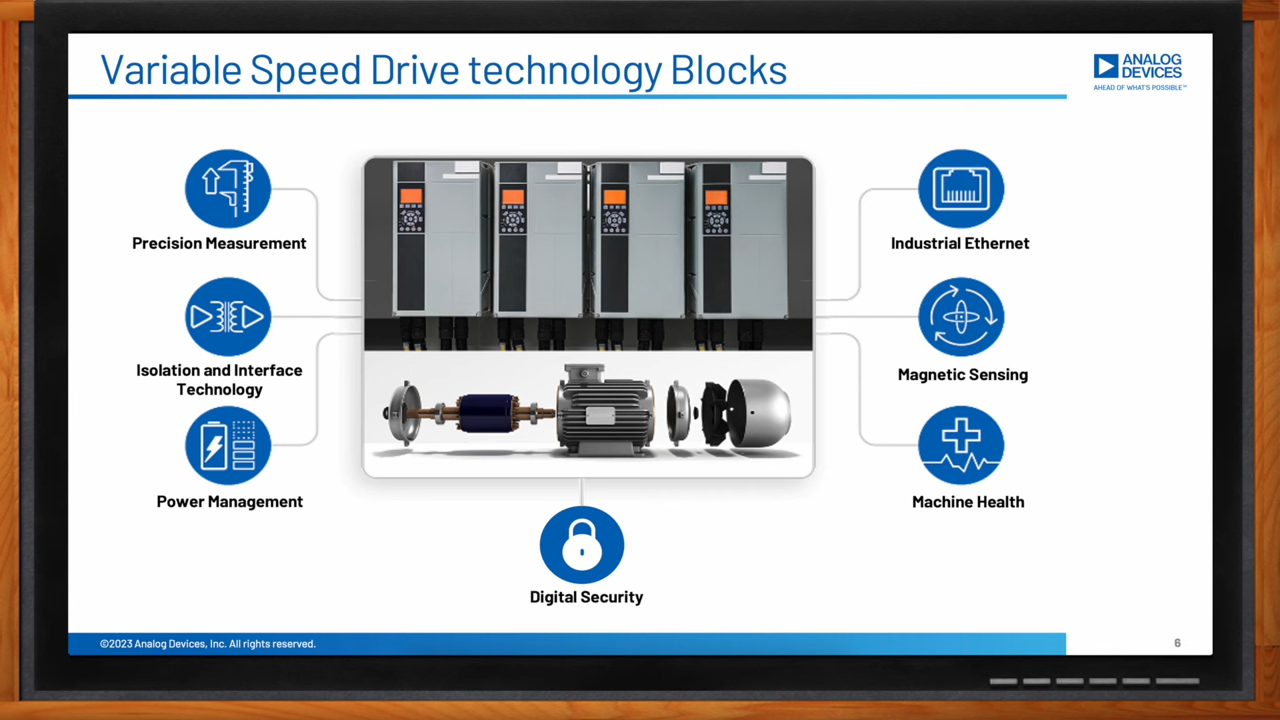 Variable Speed Drive technology Blocks
ANALOG
DEVICES
AHEAD OF WHAT'S POSSIBLE™
Precision Measurement
Isolation and Interface
Technology
Power Management
Industrial Ethernet
Magnetic Sensing
Machine Health
Digital Security
©2023 Analog Devices, Inc. All rights reserved.
6